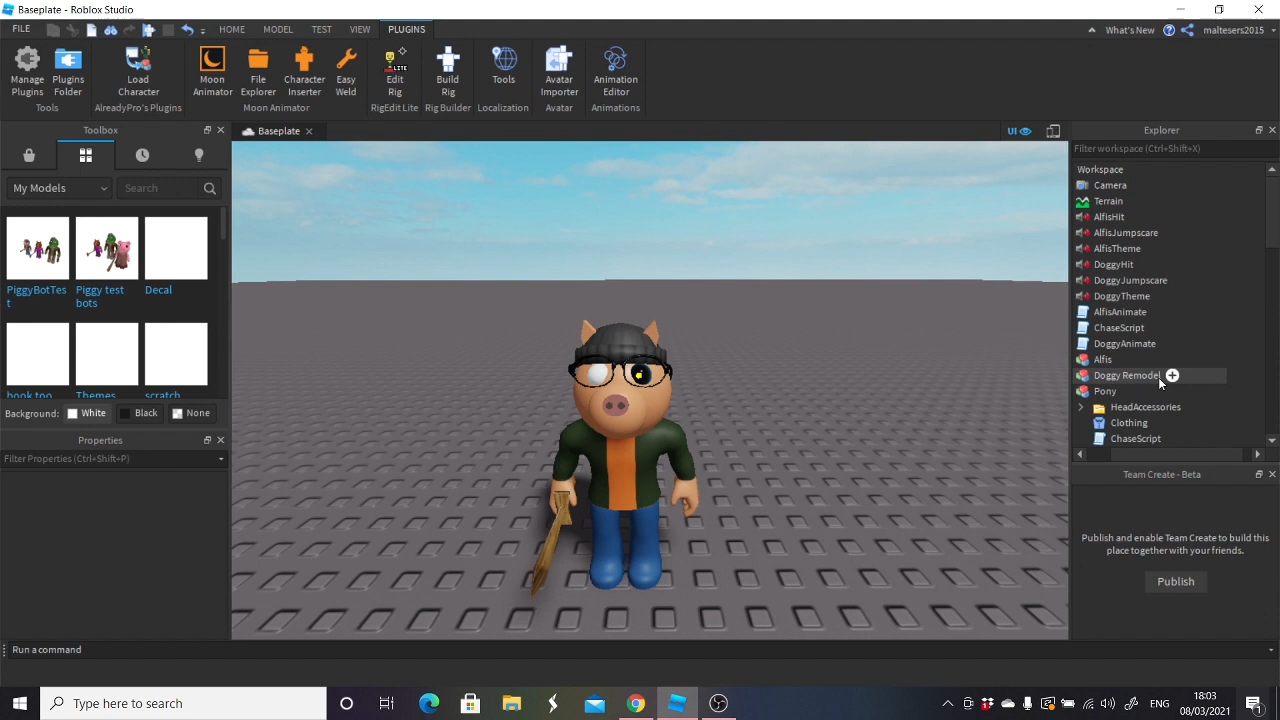 Baseplate - Roblox Studio
FILE
HOME
MODEL
TEST
VIEW
PLUGINS
What's New
maltesers2015
Manage
Plugins
Plugins
Folder
Load
Character
Moon
Animator
File
Explorer
Character
Inserter
Easy
Weld
LITE
Edit
Rig
Build
Rig
Tools
Avatar
Importer
Animation
Editor
Tools
AlreadyPro's Plugins
Moon Animator
RigEdit Lite
Rig Builder
Localization
Avatar
Animations
Toolbox
My Models
Search
PiggyBotTes
t
Piggy test
bots
Decal
book too
Themes
scratch
Background:
White
Black
None
Properties
Filter Properties (Ctrl+Shift+P)
Baseplate
UI
Explorer
Filter workspace (Ctrl+Shift+X)
Workspace
Camera
Terrain
AlfisHit
AlfisJumpscare
AlfisTheme
DoggyHit
DoggyJumpscare
DoggyTheme
AlfisAnimate
ChaseScript
DoggyAnimate
Alfis
Doggy Remodel
Pony
HeadAccessories
Clothing
ChaseScript
Team Create - Beta
Publish and enable Team Create to build this
place together with your friends.
Publish
Run a command
Type here to search
ENG
18:03
08/03/2021